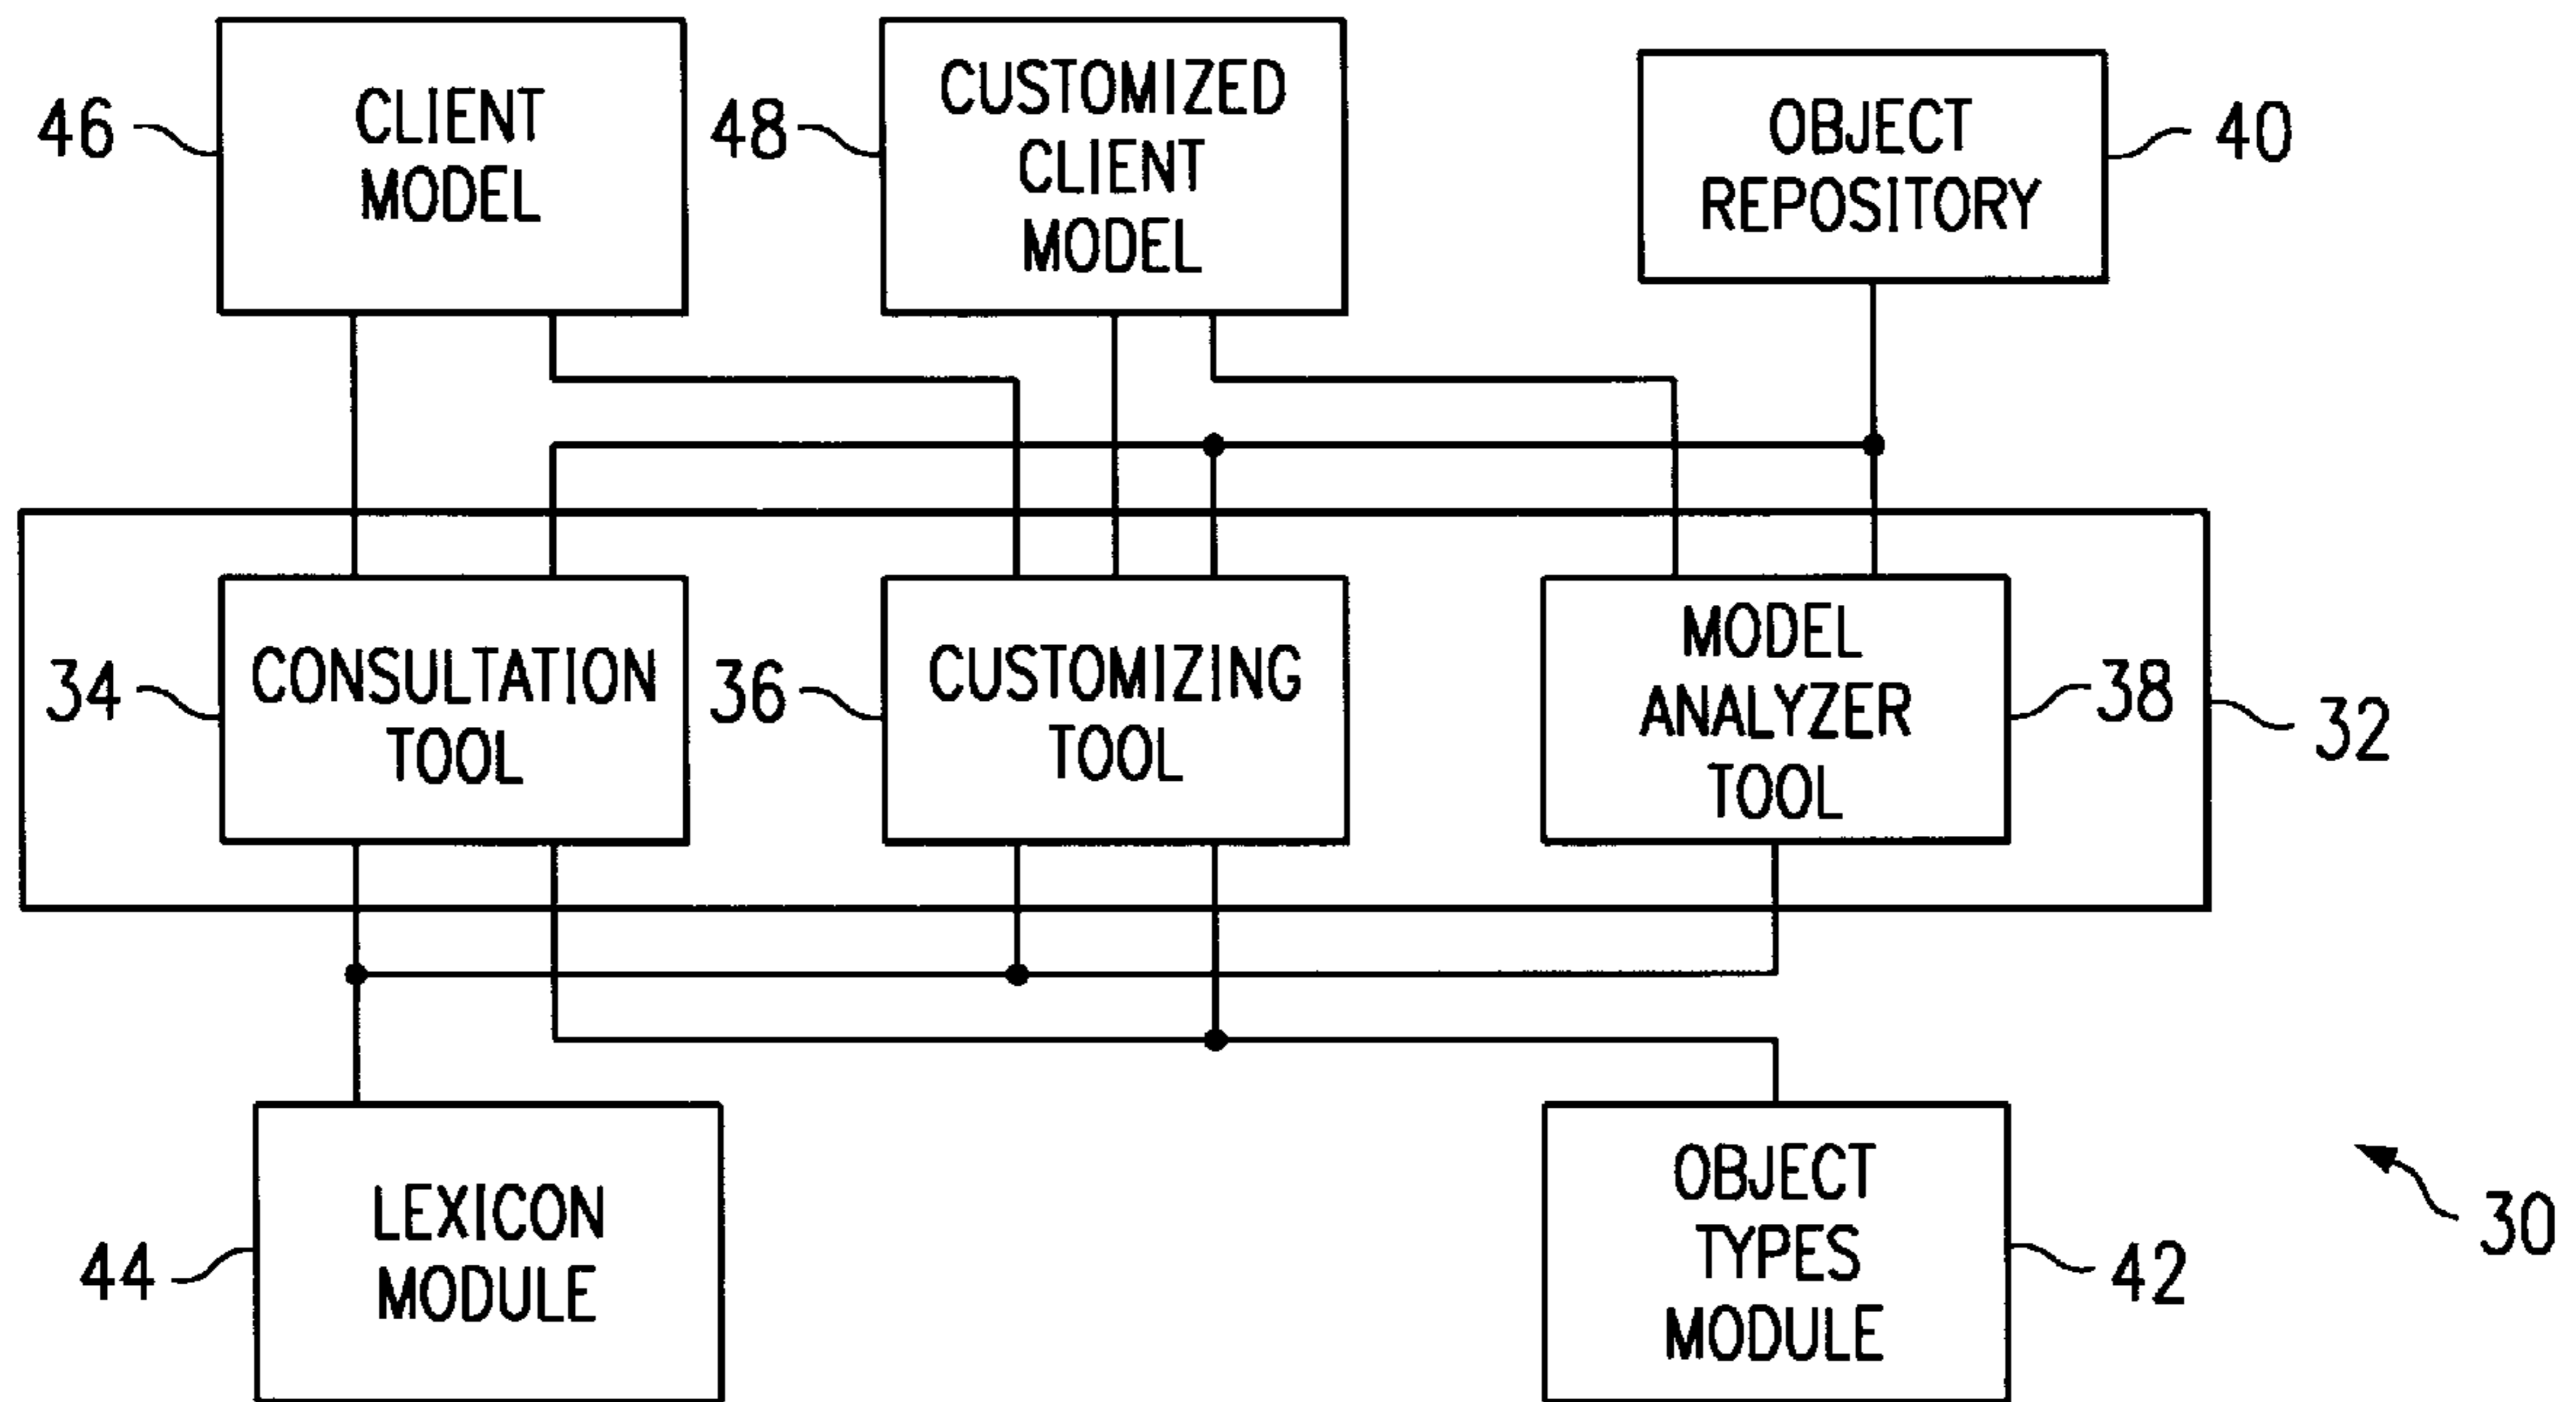 46
CLIENT
MODEL
48
CUSTOMIZED
CLIENT
MODEL
OBJECT
REPOSITORY
40
34
CONSULTATION
TOOL
36
CUSTOMIZING
TOOL
MODEL
ANALYZER
TOOL
38
32
44
LEXICON
MODULE
OBJECT
TYPES
MODULE
42
30